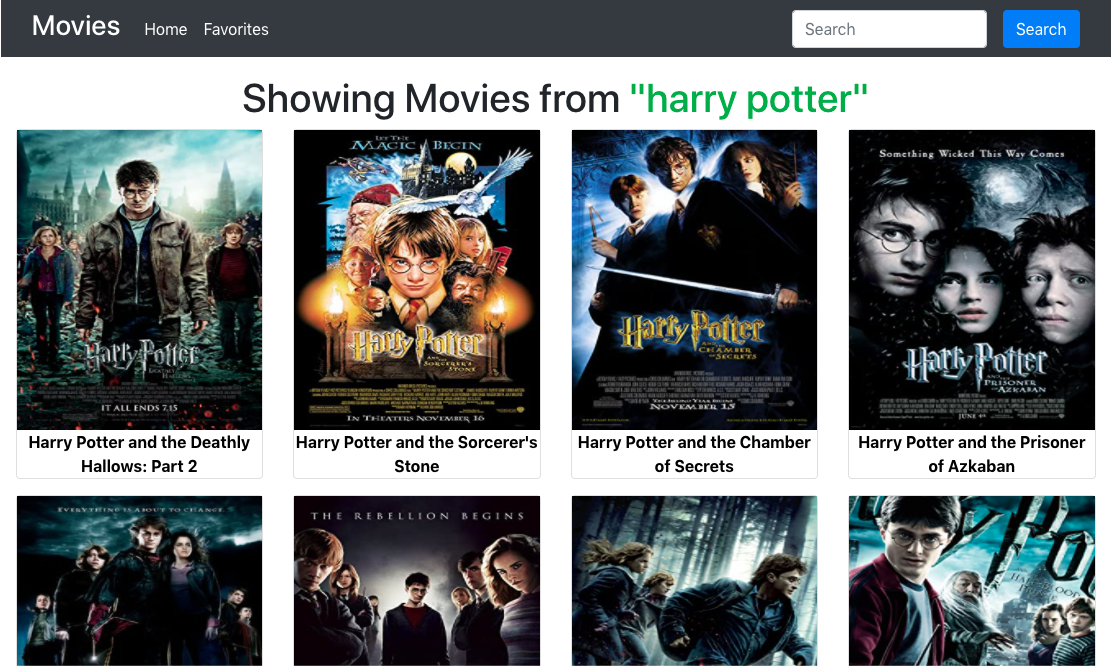 Movies Home Favorites Search Search
Showing Movies from "harry potter"
LET THE
MAGIC BEGIN
Something Wicked This Way Comes
Harry Potter
IT ALL ENDS 7.15
Harry Potter
AND THE
SORCERER'S
STONE
IN THEATERS NOVEMBER 16
Harry Potter
AND THE
CHAMBER OF
SECRETS
NOVEMBER 15
Harry Potter
AND THE
PRISONER OF
AZKABAN
JUNE 4
Harry Potter and the Deathly
Hallows: Part 2
Harry Potter and the Sorcerer's
Stone
Harry Potter and the Chamber
of Secrets
Harry Potter and the Prisoner
of Azkaban
EVERYTHING IS ABOUT TO CHANGE
THE REBELLION BEGINS